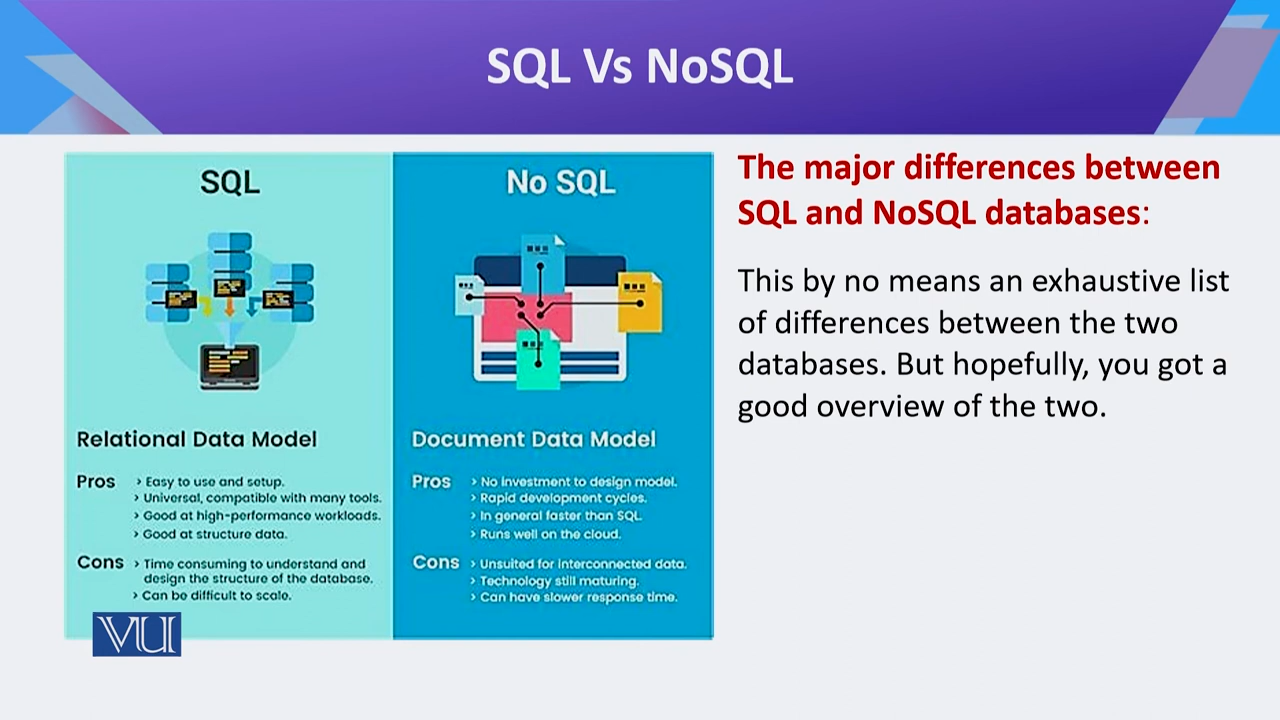 SQL Vs NoSQL
SQL
Relational Data Model
Pros
> Easy to use and setup.
> Universal, compatible with many tools.
> Good at high-performance workloads.
> Good at structure data.
Cons
> Time consuming to understand and
design the structure of the database.
> Can be difficult to scale.
No SQL
Document Data Model
Pros
> No investment to design model.
> Rapid development cycles.
> In general faster than SQL.
> Runs well on the cloud.
Cons
> Unsuited for interconnected data.
> Technology still maturing.
> Can have slower response time.
The major differences between
SQL and NoSQL databases:
This by no means an exhaustive list
of differences between the two
databases. But hopefully, you got a
good overview of the two.
VU